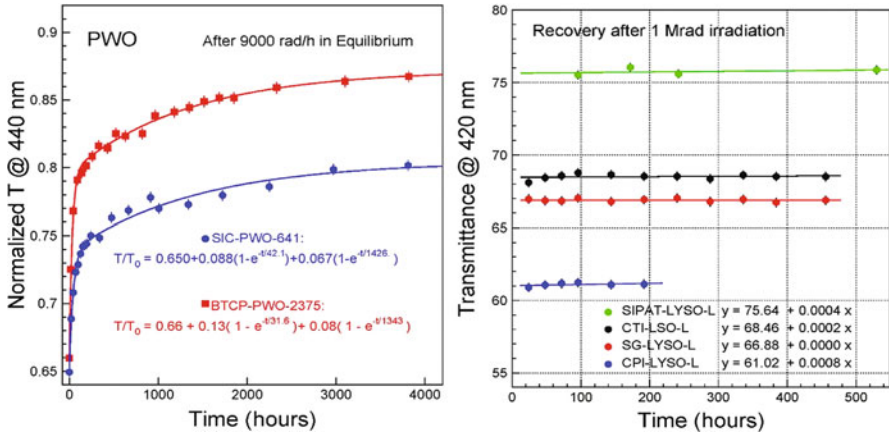 PWO
After 9000 rad/h in Equilibrium
Normalized T @ 440 nm
0.9
0.85
0.8
0.75
0.7
0.65
SIC-PWO-641:
T/T₀ = 0.650+0.088(1-e^-t/42.1)+0.067(1-e^-t/1426.)
BTCP-PWO-2375:
T/T₀ = 0.66 + 0.13( 1 - e^-t/31.6)+ 0.08( 1 - e^-t/1343)
0 1000 2000 3000 4000
Time (hours)
Recovery after 1 Mrad irradiation
Transmittance @ 420 nm
80
75
70
65
60
55
SIPAT-LYSO-L y = 75.64 + 0.0004 x
CTI-LSO-L y = 68.46 + 0.0002 x
SG-LYSO-L y = 66.88 + 0.0000 x
CPI-LYSO-L y = 61.02 + 0.0008 x
0 100 200 300 400 500
Time (hours)